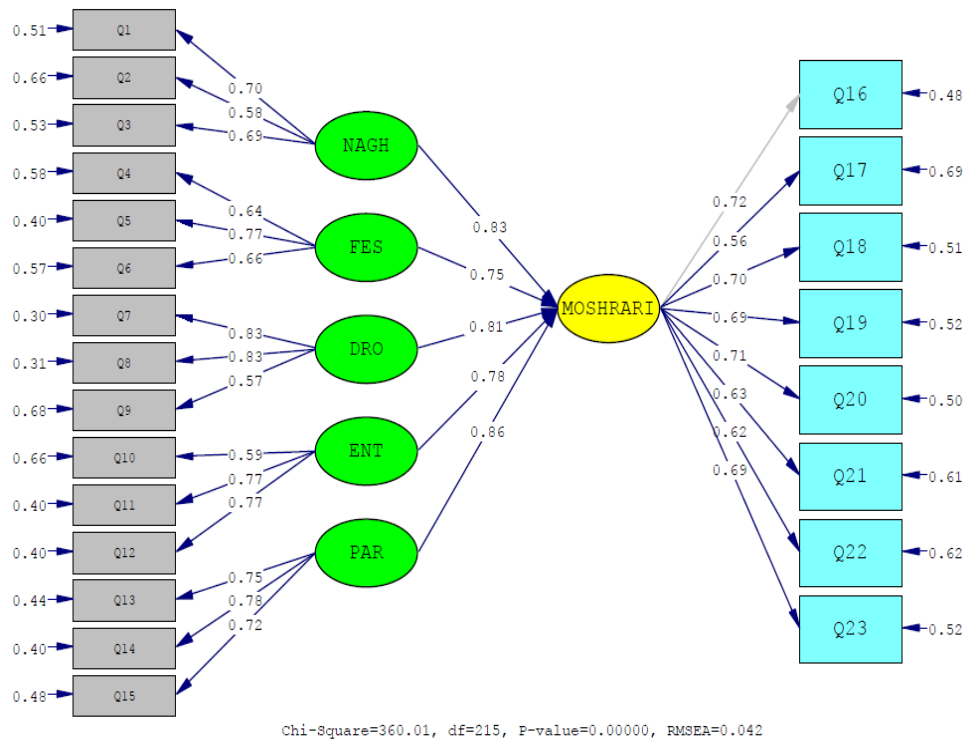 0.51 Q1
0.66 Q2
0.53 Q3
0.58 Q4
0.40 Q5
0.57 Q6
0.30 Q7
0.31 Q8
0.68 Q9
0.66 Q10
0.40 Q11
0.40 Q12
0.44 Q13
0.40 Q14
0.48 Q15
0.70
0.58
0.69
0.64
0.77
0.66
0.83
0.83
0.57
0.59
0.77
0.77
0.75
0.78
0.72
NAGH
FES
DRO
ENT
PAR
0.83
0.75
0.81
0.78
0.86
MOSHRARI
0.72
0.56
0.70
0.69
0.71
0.63
0.62
0.69
Q16 0.48
Q17 0.69
Q18 0.51
Q19 0.52
Q20 0.50
Q21 0.61
Q22 0.62
Q23 0.52
Chi-Square=360.01, df=215, P-value=0.00000, RMSEA=0.042